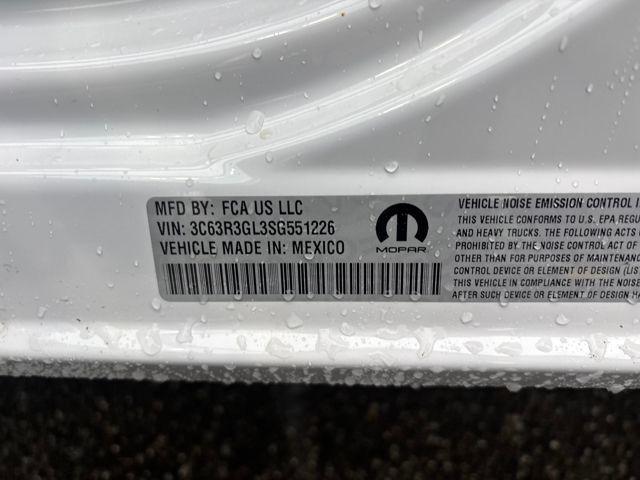 MFD BY: FCA US LLC
VIN: 3C63R3GL3SG551226
VEHICLE MADE IN: MEXICO
MOPAR
VEHICLE NOISE EMISSION CONTROL
THIS VEHICLE CONFORMS TO U.S. EPA REGU
AND HEAVY TRUCKS. THE FOLLOWING ACTS
PROHIBITED BY THE NOISE CONTROL ACT OF
OTHER THAN FOR PURPOSES OF MAINTENANC
CONTROL DEVICE OR ELEMENT OF DESIGN (LIS
THIS VEHICLE IN COMPLIANCE WITH THE NOISE
AFTER SUCH DEVICE OR ELEMENT OF DESIGN HA